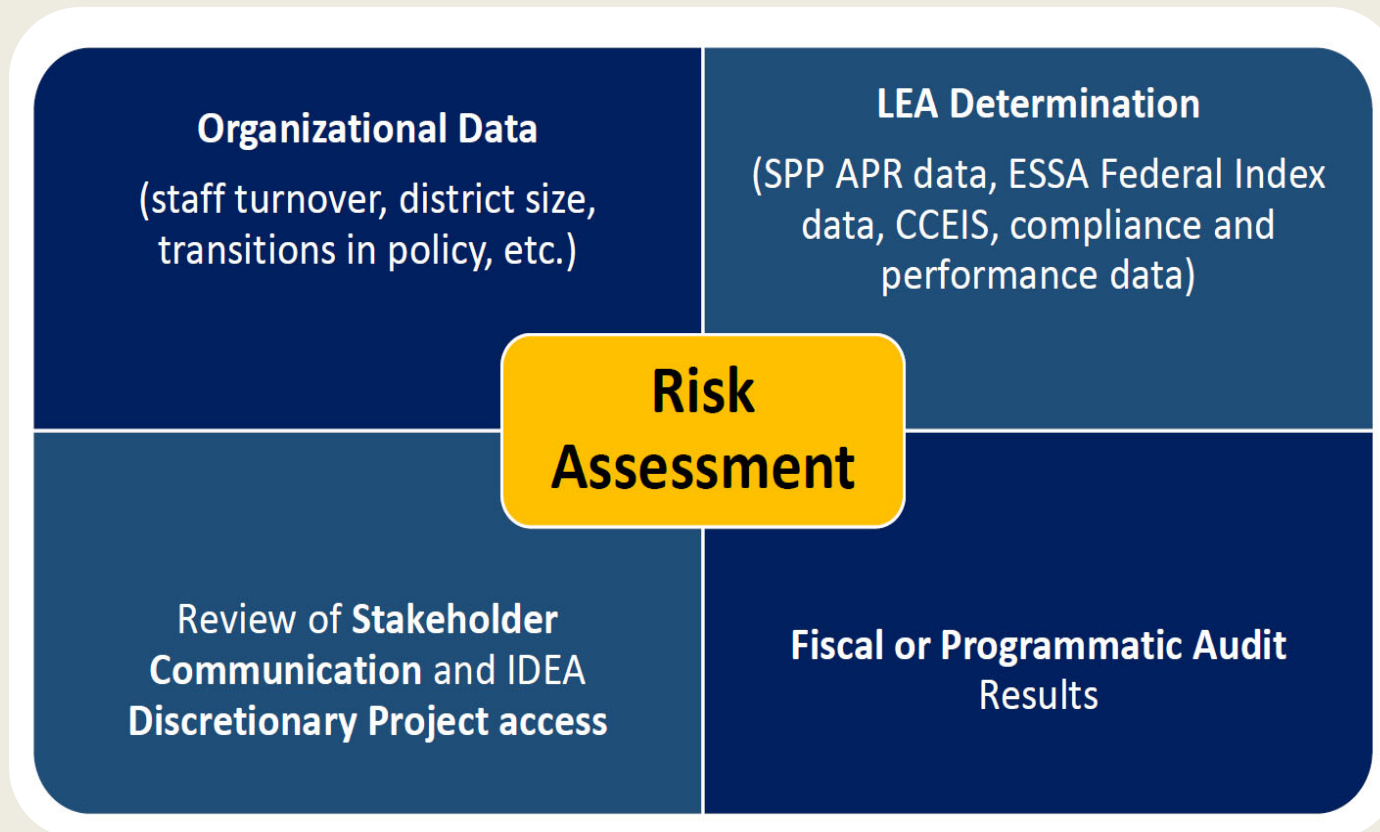 Organizational Data
(staff turnover, district size,
transitions in policy, etc.)
LEA Determination
(SPP APR data, ESSA Federal Index
data, CCEIS, compliance and
performance data)
Risk
Assessment
Review of Stakeholder
Communication and IDEA
Discretionary Project access
Fiscal or Programmatic Audit
Results